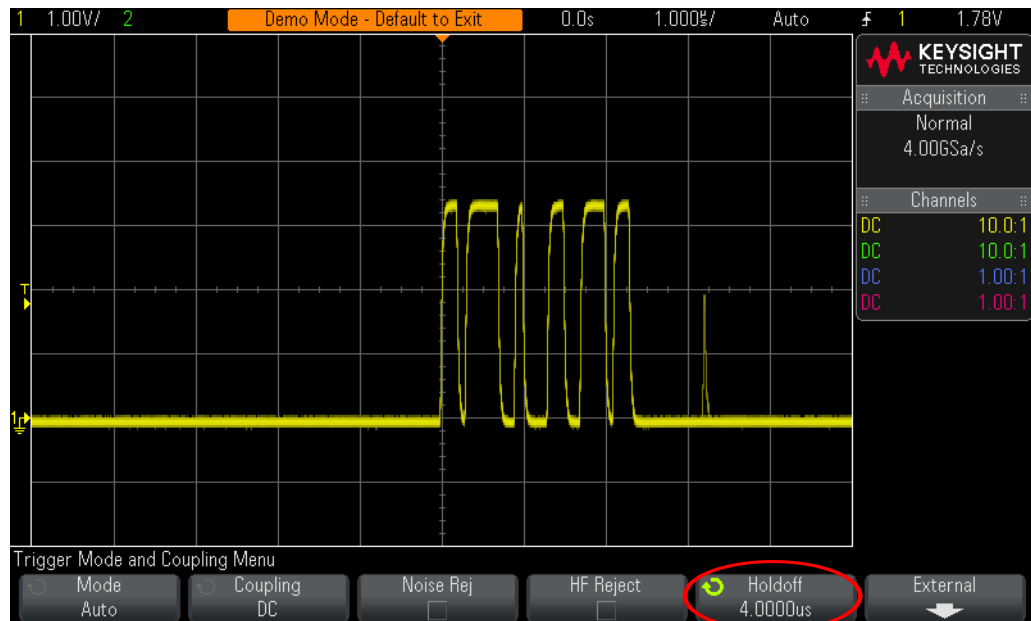 1 1.00V/ 2 Demo Mode - Default to Exit 0.0s 1.000µs/ Auto 1 1.78V
KEYSIGHT
TECHNOLOGIES
Acquisition
Normal
4.00GSa/s
Channels
DC 10.0:1
DC 10.0:1
DC 1.00:1
DC 1.00:1
T
1
Trigger Mode and Coupling Menu
Mode Coupling Noise Rej HF Reject Holdoff External
Auto DC 4.0000us